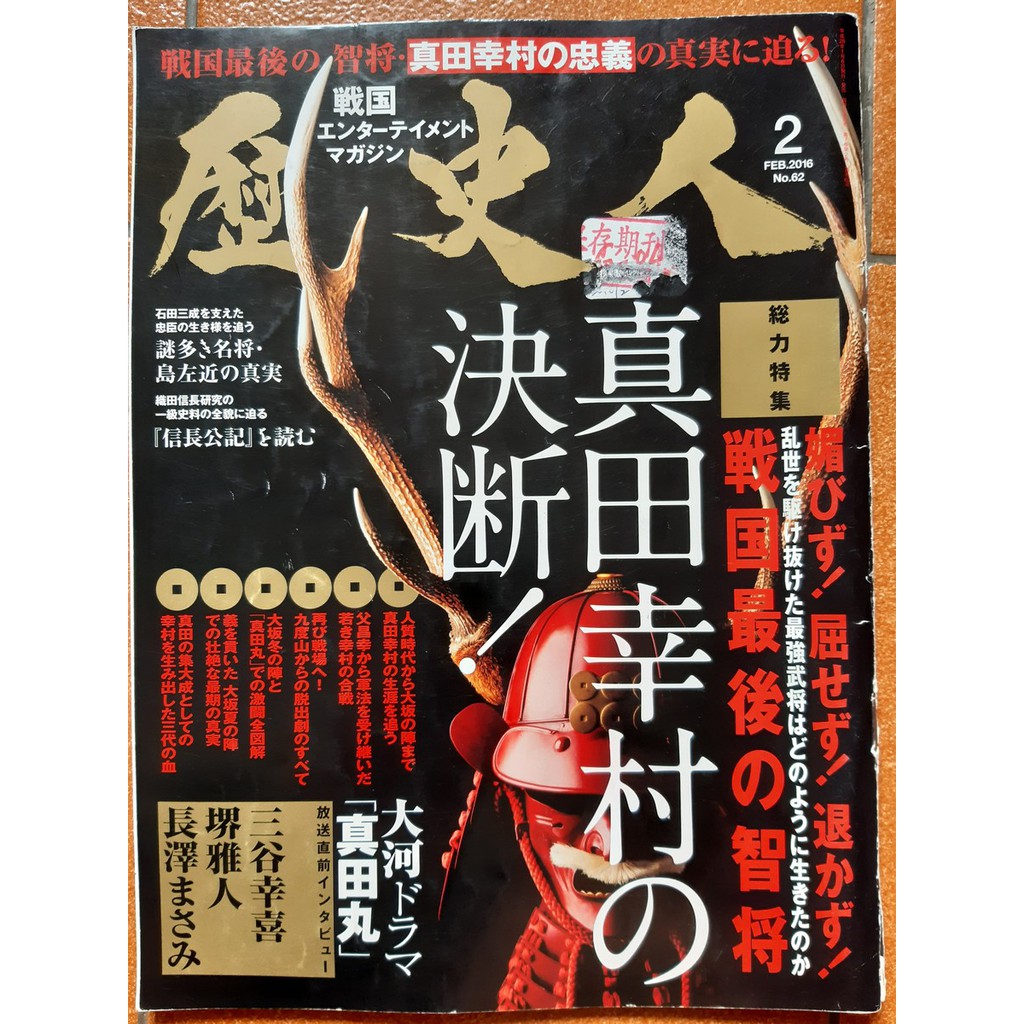 戦国最後の智将・真田幸村の忠義の真実に迫る!
戦国
エンターテイメント
マガジン
歴史人
2
FEB.2016
No.62
存期
総力特集
媚びず!屈せず!退かず!
乱世を駆け抜けた最強武将はどのように生きたのか
戦国最後の智将
真田幸村の
決断!
石田三成を支えた
忠臣の生き様を追う
謎多き名将・
島左近の真実
織田信長研究の
一級史料の全貌に迫る
『信長公記』を読む
人質時代から大坂の陣まで
真田幸村の生涯を追う
父昌幸から軍法を受け継いだ
若き幸村の合戦
再び戦場へ!
九度山からの脱出劇のすべて
大坂冬の陣と
「真田丸」での激闘全図解
義を貫いた 大坂夏の陣
での壮絶な最期の真実
真田の集大成としての
幸村を生み出した三代の血
大河ドラマ
「真田丸」
放送直前インタビュー
三谷幸喜
堺雅人
長澤まさみ